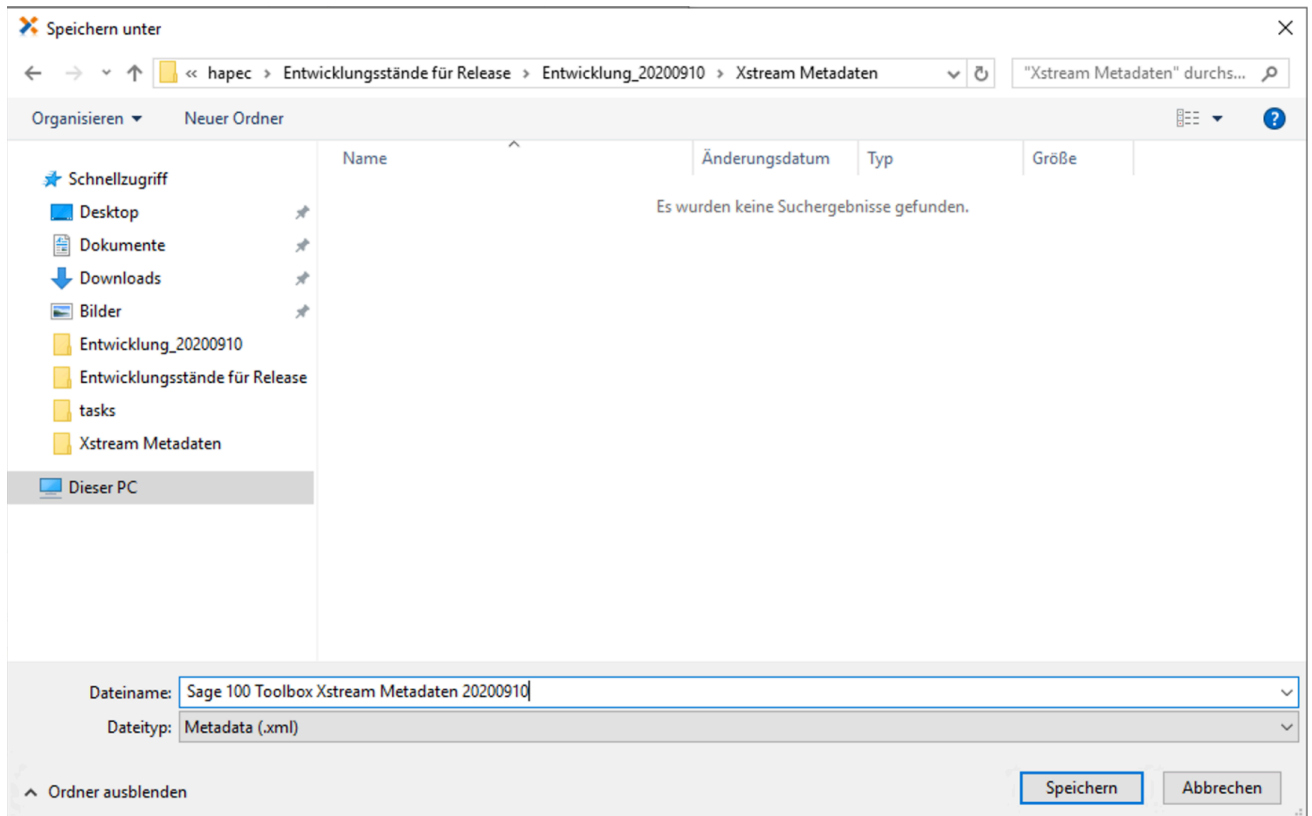 Speichern unter
« hapec › Entwicklungsstände für Release › Entwicklung_20200910 › Xstream Metadaten
"Xstream Metadaten" durchs...
Organisieren
Neuer Ordner
Name
Änderungsdatum
Typ
Größe
Es wurden keine Suchergebnisse gefunden.
Schnellzugriff
Desktop
Dokumente
Downloads
Bilder
Entwicklung_20200910
Entwicklungsstände für Release
tasks
Xstream Metadaten
Dieser PC
Dateiname: Sage 100 Toolbox Xstream Metadaten 20200910
Dateityp: Metadata (.xml)
Ordner ausblenden
Speichern
Abbrechen